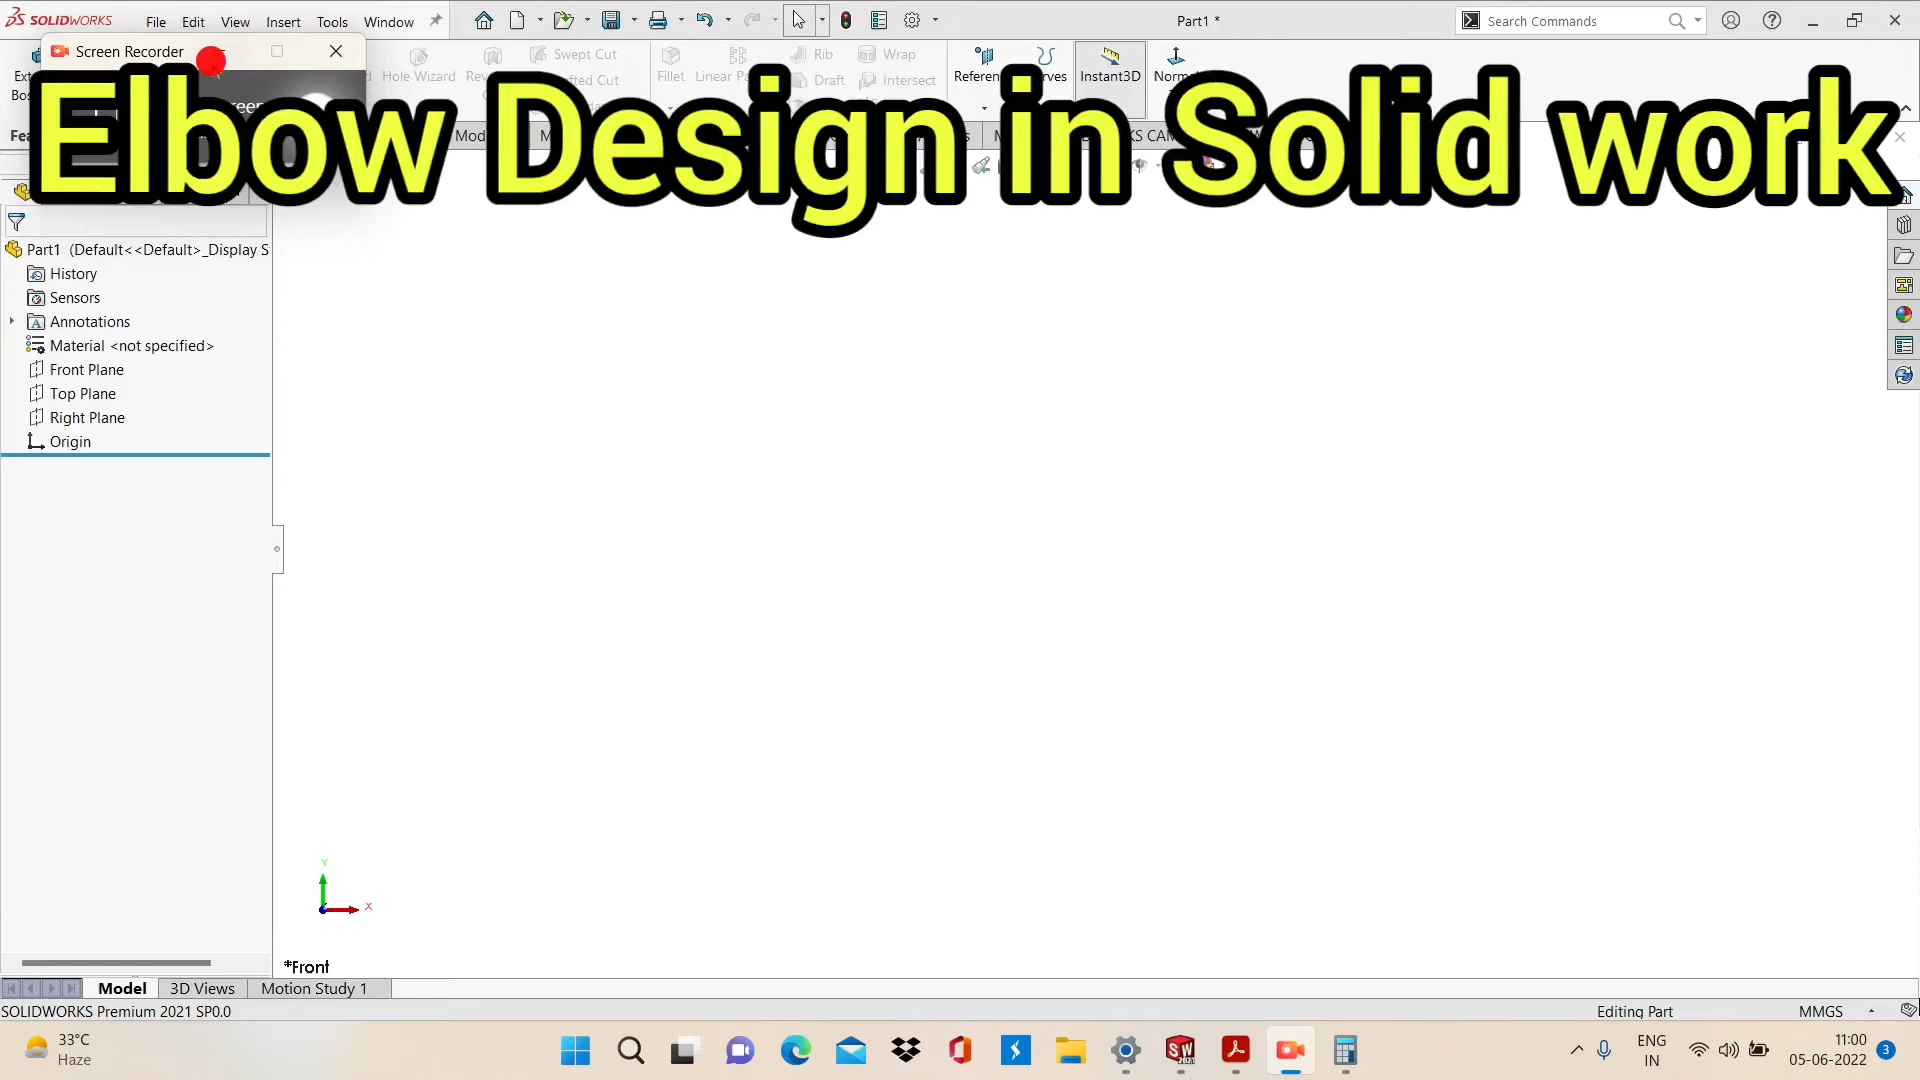 SOLIDWORKS File Edit View Insert Tools Window Part1 * Search Commands
Screen Recorder
Swept Cut Rib Wrap
Hole Wizard Fillet Instant3D
Draft Intersect
Elbow Design in Solid work
Part1 (Default<<Default>_Display S
History
Sensors
Annotations
Material <not specified>
Front Plane
Top Plane
Right Plane
Origin
Y
X
*Front
Model 3D Views Motion Study 1
SOLIDWORKS Premium 2021 SP0.0 Editing Part MMGS
33°C
Haze
ENG
IN
11:00
05-06-2022
3